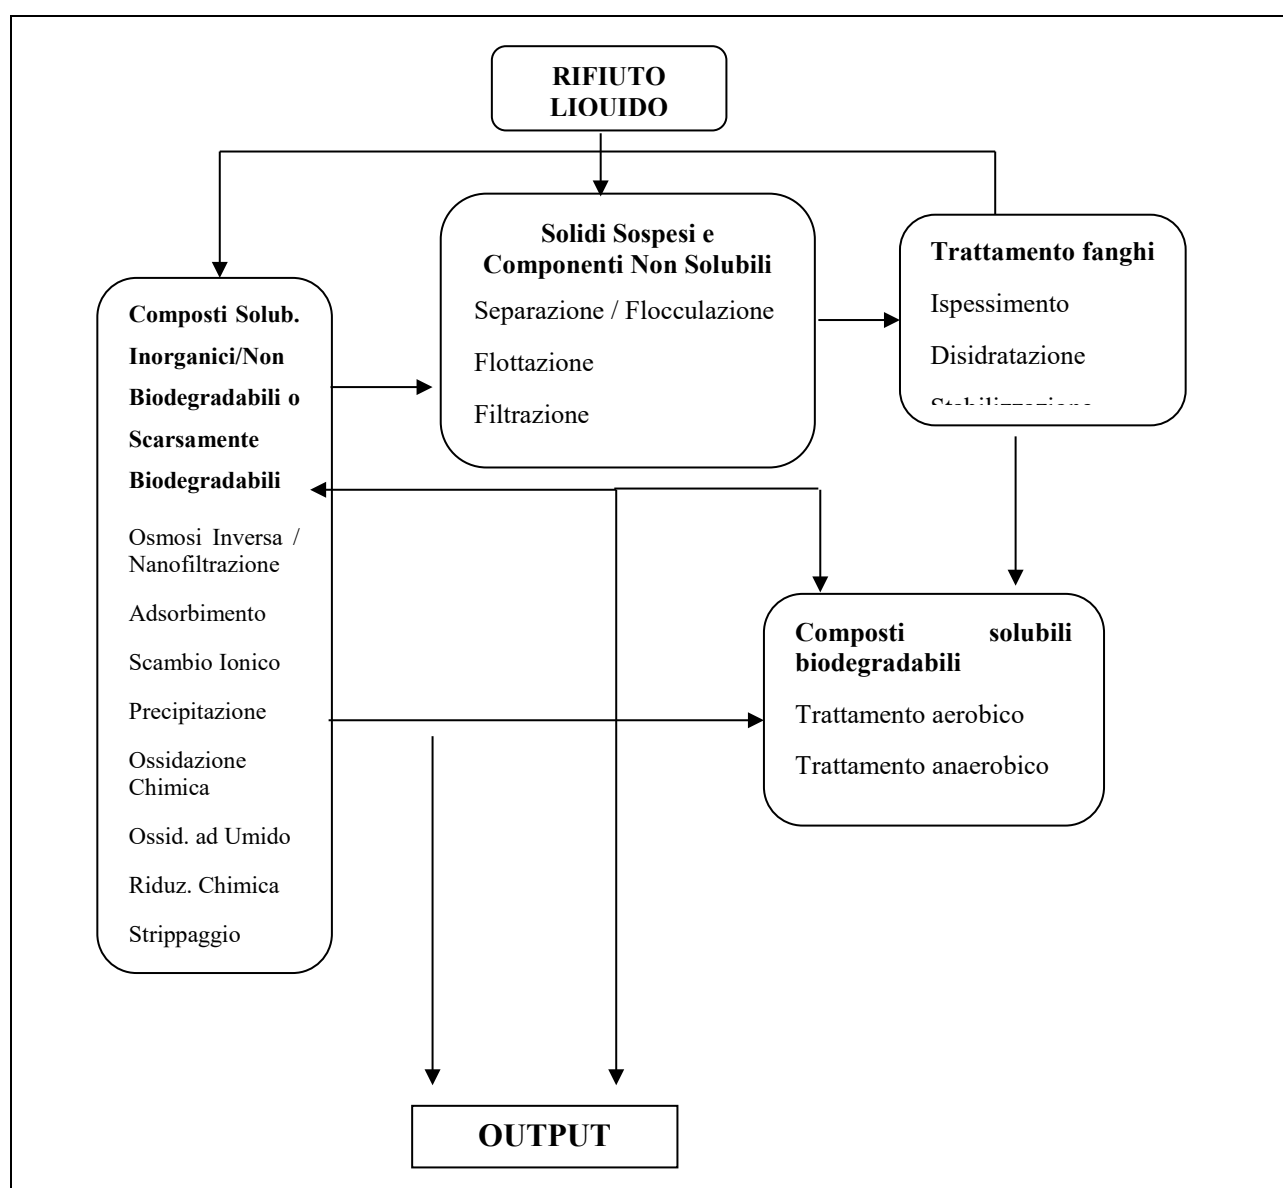 RIFIUTO
LIOUIDO
Solidi Sospesi e
Componenti Non Solubili
Separazione / Flocculazione
Flottazione
Filtrazione
Trattamento fanghi
Ispessimento
Disidratazione
Stabilizzazione
Composti Solub.
Inorganici/Non
Biodegradabili o
Scarsamente
Biodegradabili
Osmosi Inversa /
Nanofiltrazione
Adsorbimento
Scambio Ionico
Precipitazione
Ossidazione
Chimica
Ossid. ad Umido
Riduz. Chimica
Strippaggio
Composti solubili
biodegradabili
Trattamento aerobico
Trattamento anaerobico
OUTPUT